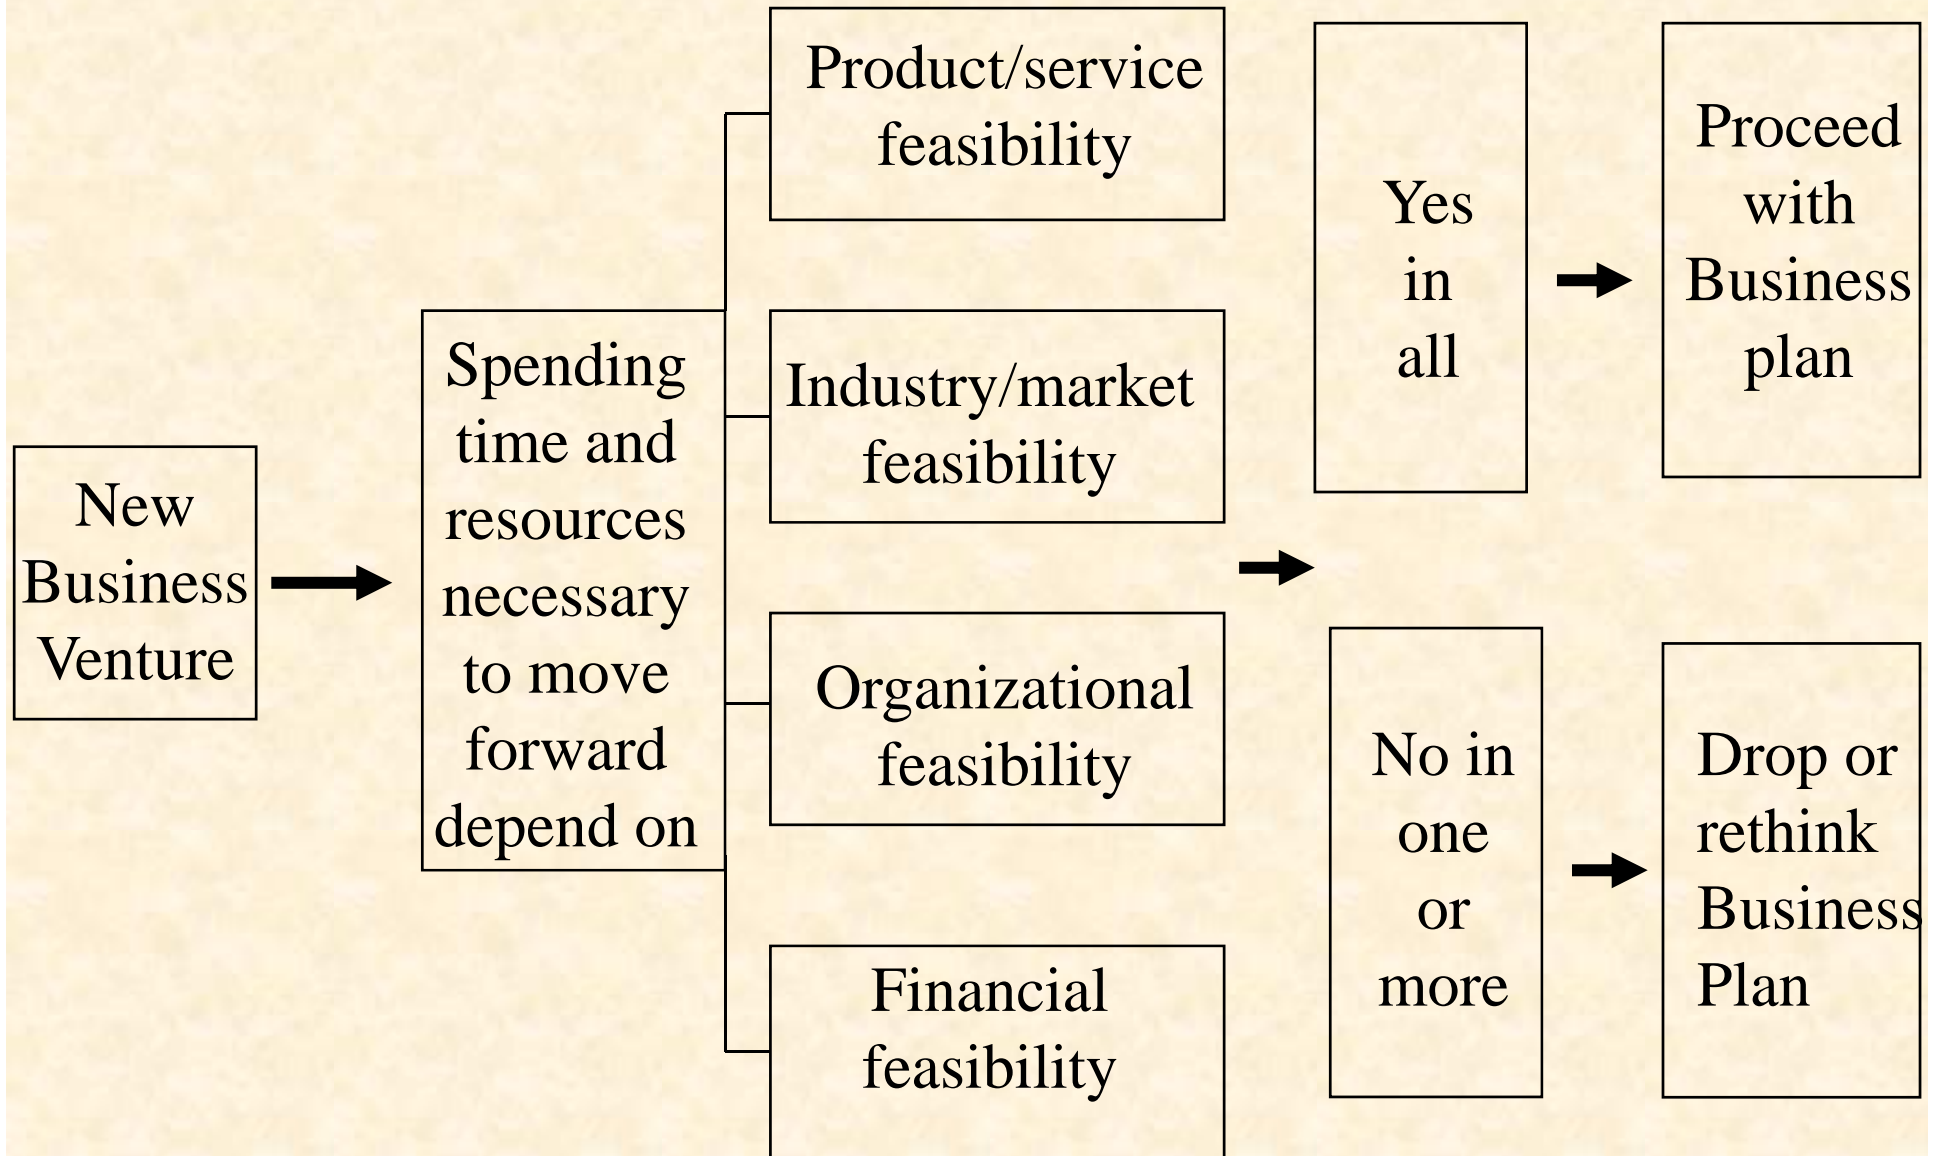 New
Business
Venture
Spending
time and
resources
necessary
to move
forward
depend on
Product/service
feasibility
Industry/market
feasibility
Organizational
feasibility
Financial
feasibility
Yes
in
all
Proceed
with
Business
plan
No in
one
or
more
Drop or
rethink
Business
Plan